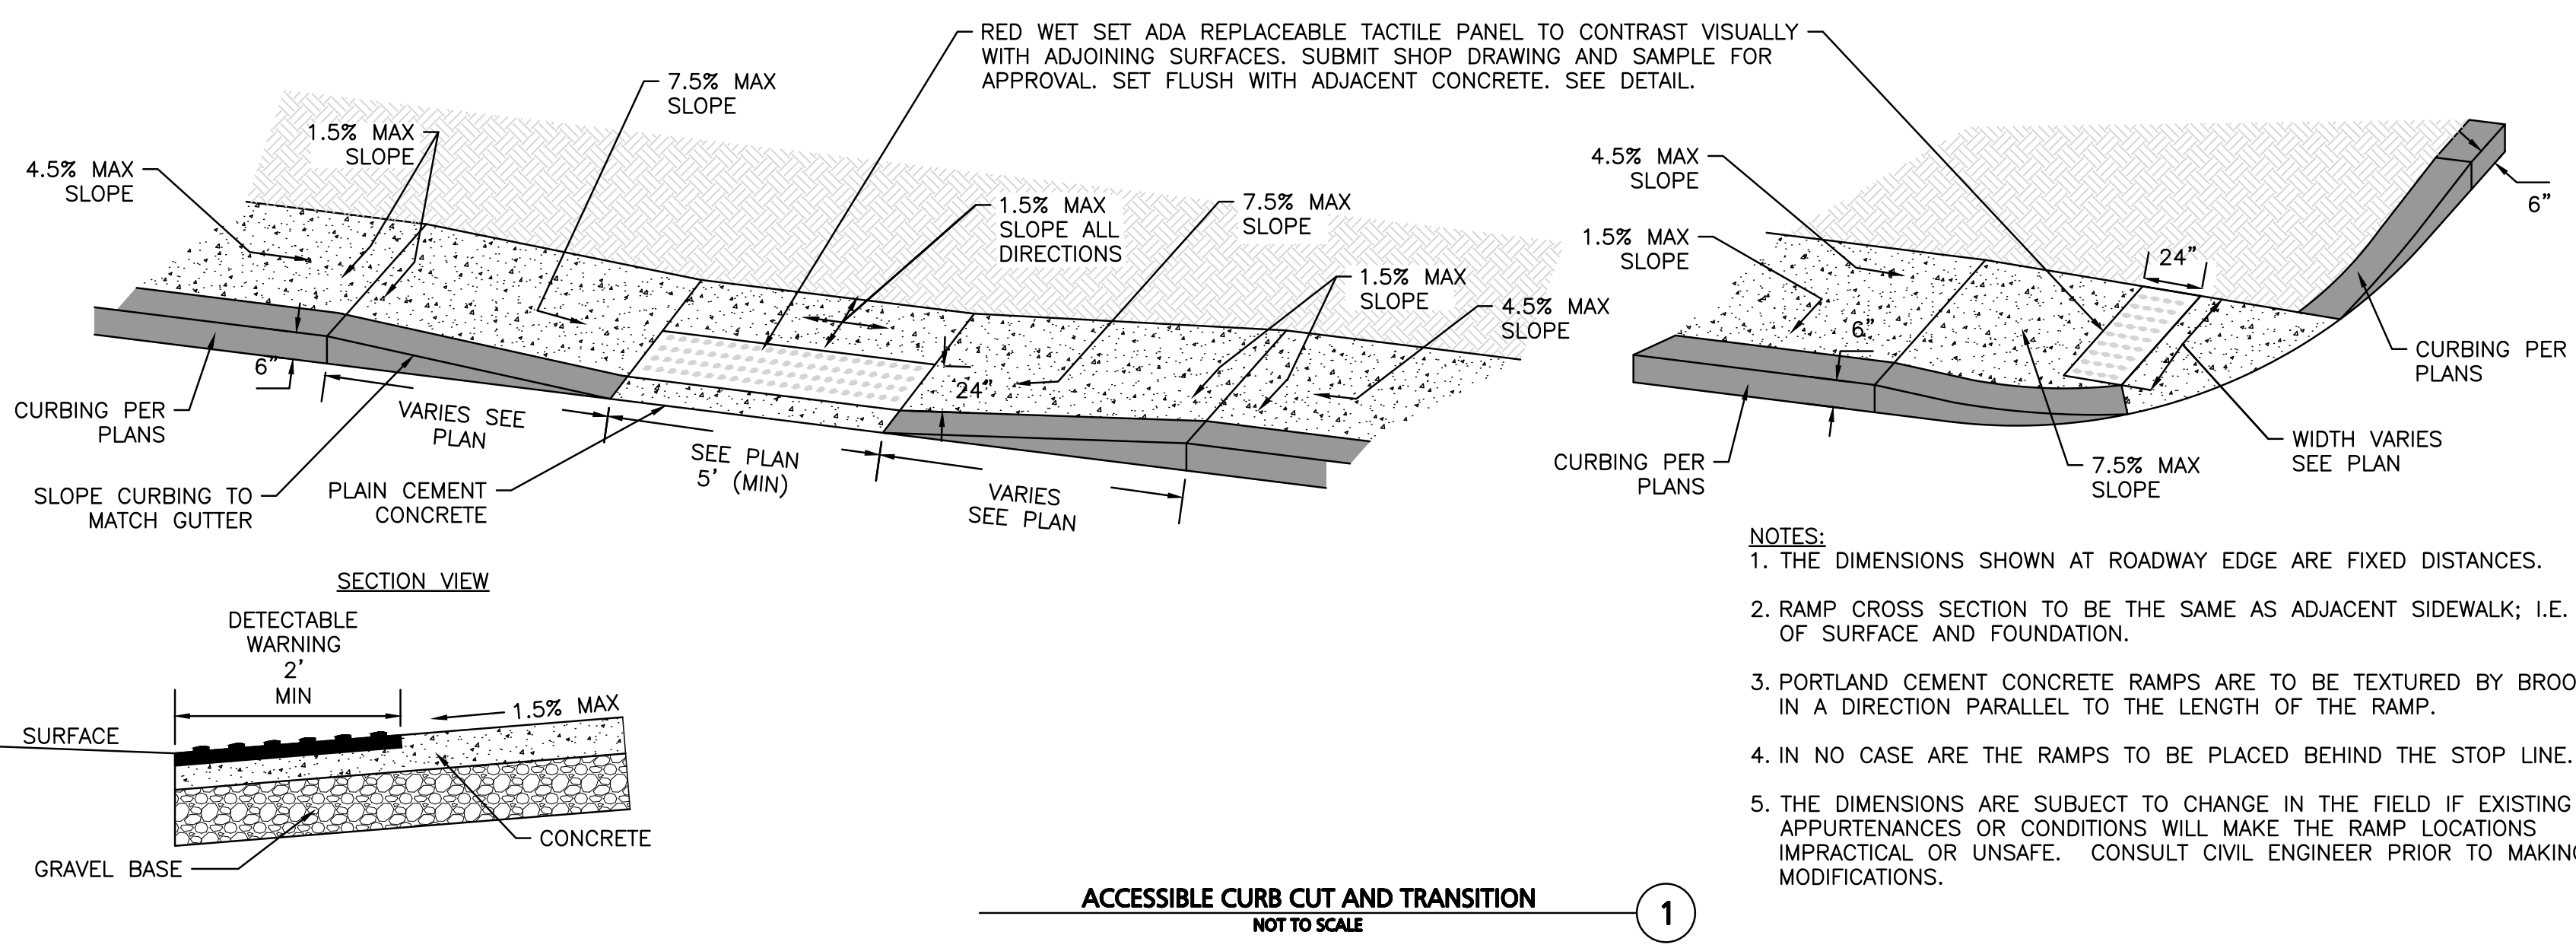 RED WET SET ADA REPLACEABLE TACTILE PANEL TO CONTRAST VISUALLY
WITH ADJOINING SURFACES. SUBMIT SHOP DRAWING AND SAMPLE FOR
APPROVAL. SET FLUSH WITH ADJACENT CONCRETE. SEE DETAIL.
7.5% MAX
SLOPE
1.5% MAX
SLOPE
4.5% MAX
SLOPE
1.5% MAX
SLOPE ALL
DIRECTIONS
7.5% MAX
SLOPE
1.5% MAX
SLOPE
4.5% MAX
SLOPE
6"
24"
CURBING PER
PLANS
VARIES SEE
PLAN
SEE PLAN
5' (MIN)
VARIES
SEE PLAN
SLOPE CURBING TO
MATCH GUTTER
PLAIN CEMENT
CONCRETE
4.5% MAX
SLOPE
1.5% MAX
SLOPE
24"
6"
6"
CURBING PER
PLANS
CURBING PER
PLANS
7.5% MAX
SLOPE
WIDTH VARIES
SEE PLAN
SECTION VIEW
DETECTABLE
WARNING
2'
MIN
1.5% MAX
SURFACE
CONCRETE
GRAVEL BASE
NOTES:
1. THE DIMENSIONS SHOWN AT ROADWAY EDGE ARE FIXED DISTANCES.
2. RAMP CROSS SECTION TO BE THE SAME AS ADJACENT SIDEWALK; I.E.
OF SURFACE AND FOUNDATION.
3. PORTLAND CEMENT CONCRETE RAMPS ARE TO BE TEXTURED BY BROO
IN A DIRECTION PARALLEL TO THE LENGTH OF THE RAMP.
4. IN NO CASE ARE THE RAMPS TO BE PLACED BEHIND THE STOP LINE.
5. THE DIMENSIONS ARE SUBJECT TO CHANGE IN THE FIELD IF EXISTING
APPURTENANCES OR CONDITIONS WILL MAKE THE RAMP LOCATIONS
IMPRACTICAL OR UNSAFE. CONSULT CIVIL ENGINEER PRIOR TO MAKING
MODIFICATIONS.
ACCESSIBLE CURB CUT AND TRANSITION
NOT TO SCALE
1